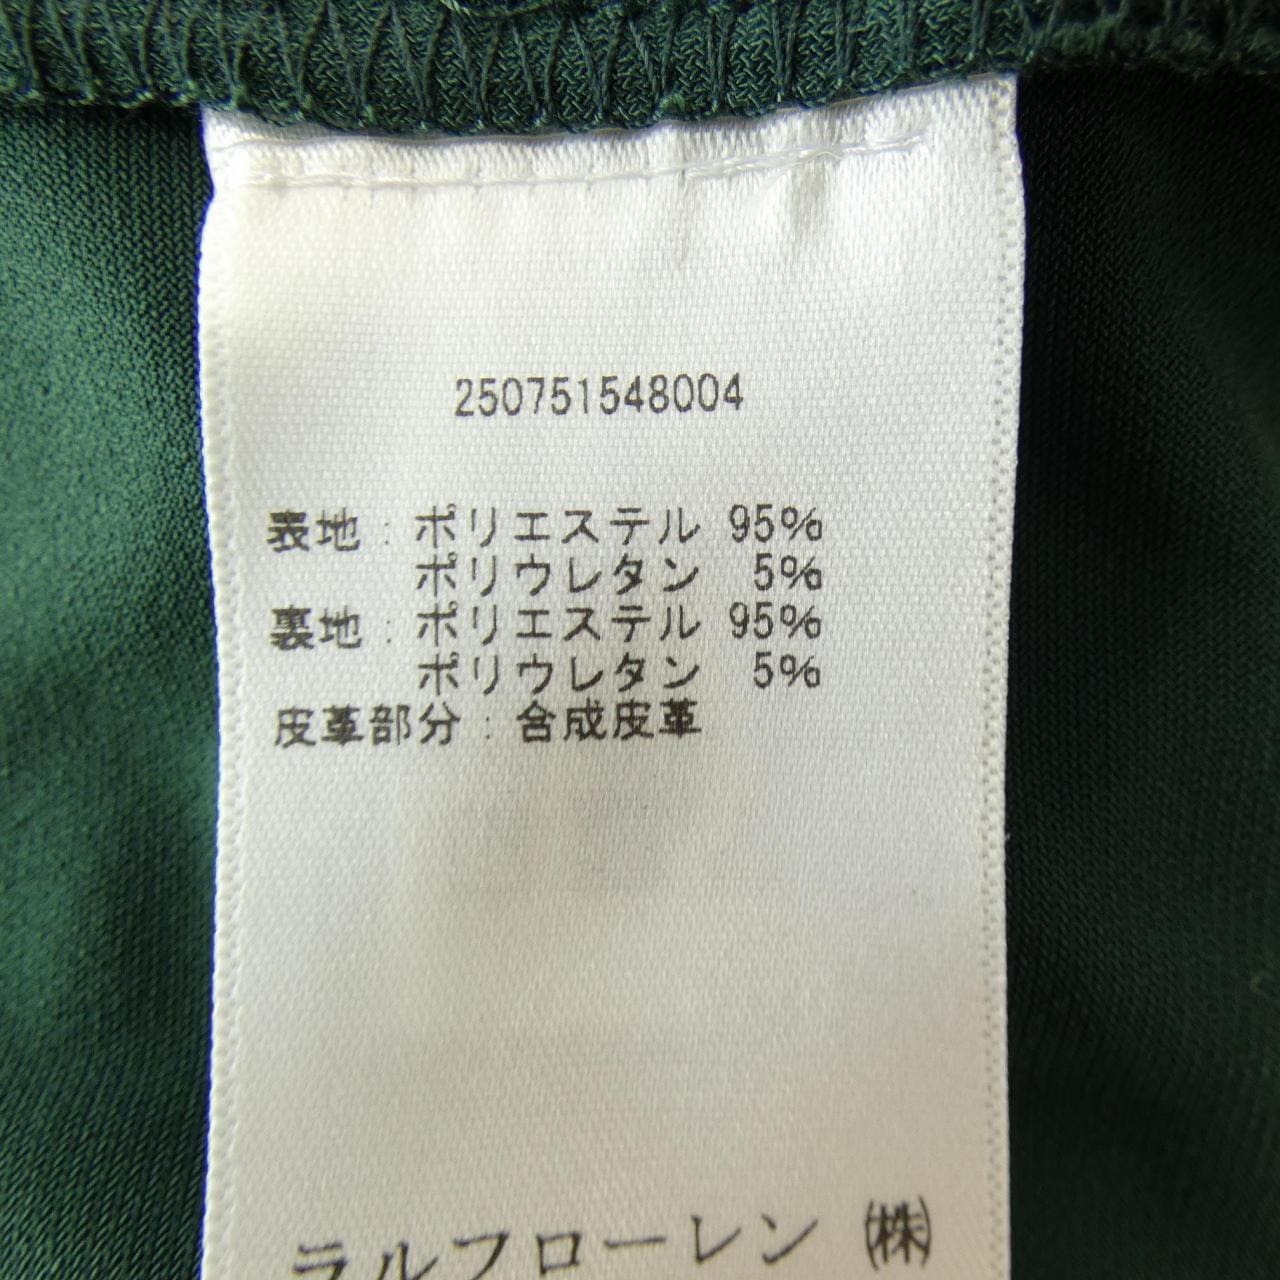 250751548004
表地:ポリエステル 95%
ポリウレタン 5%
裏地:ポリエステル 95%
ポリウレタン 5%
皮革部分:合成皮革
ラルフローレン ㈱